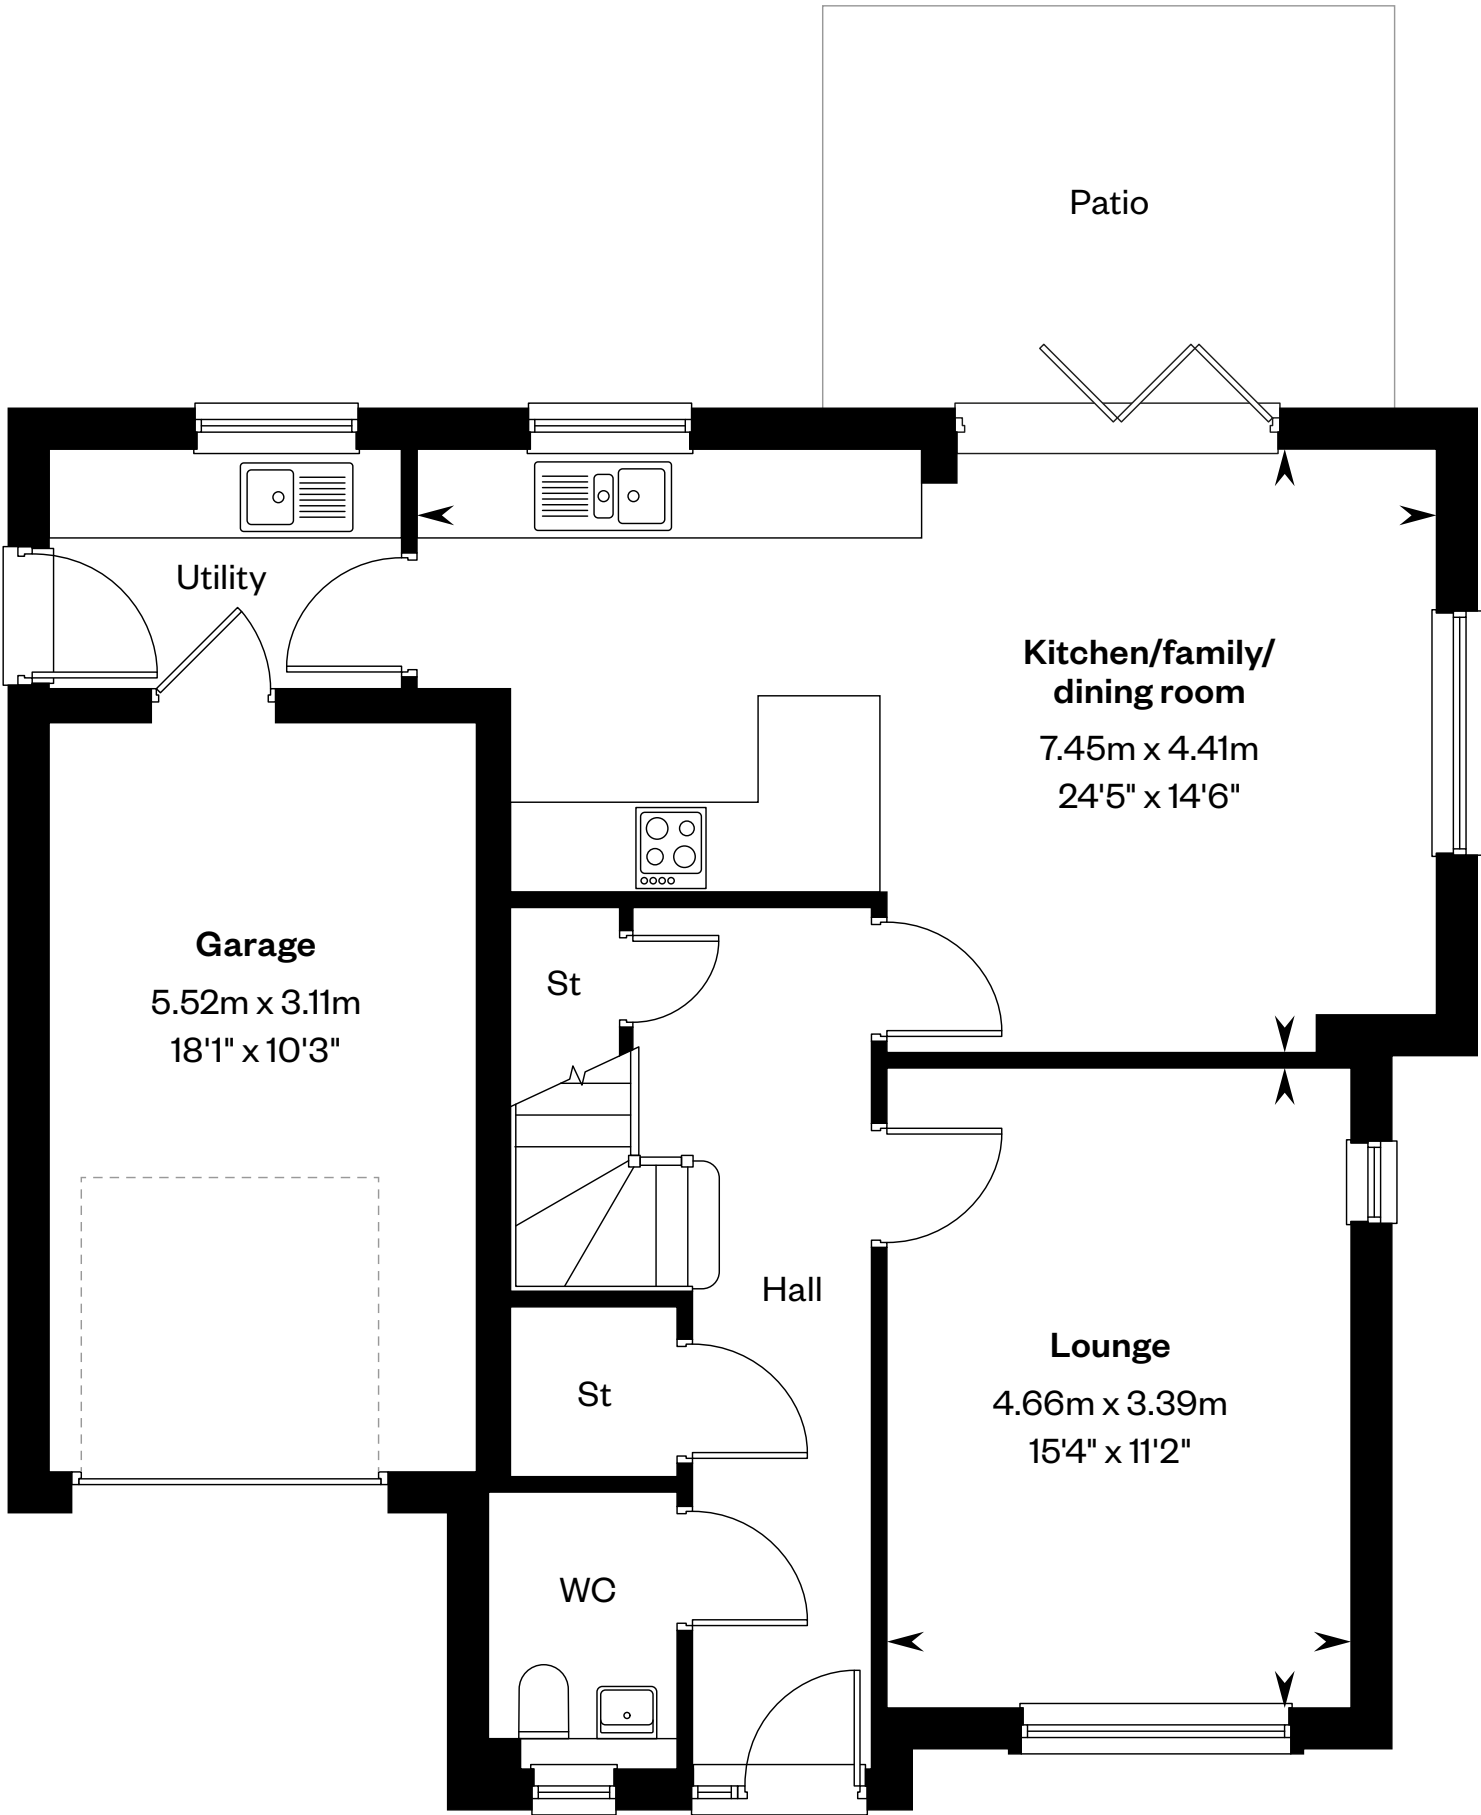 Patio
Utility
Kitchen/family/
dining room
7.45m x 4.41m
24'5" x 14'6"
Garage
5.52m x 3.11m
18'1" x 10'3"
St
Hall
Lounge
4.66m x 3.39m
15'4" x 11'2"
St
WC